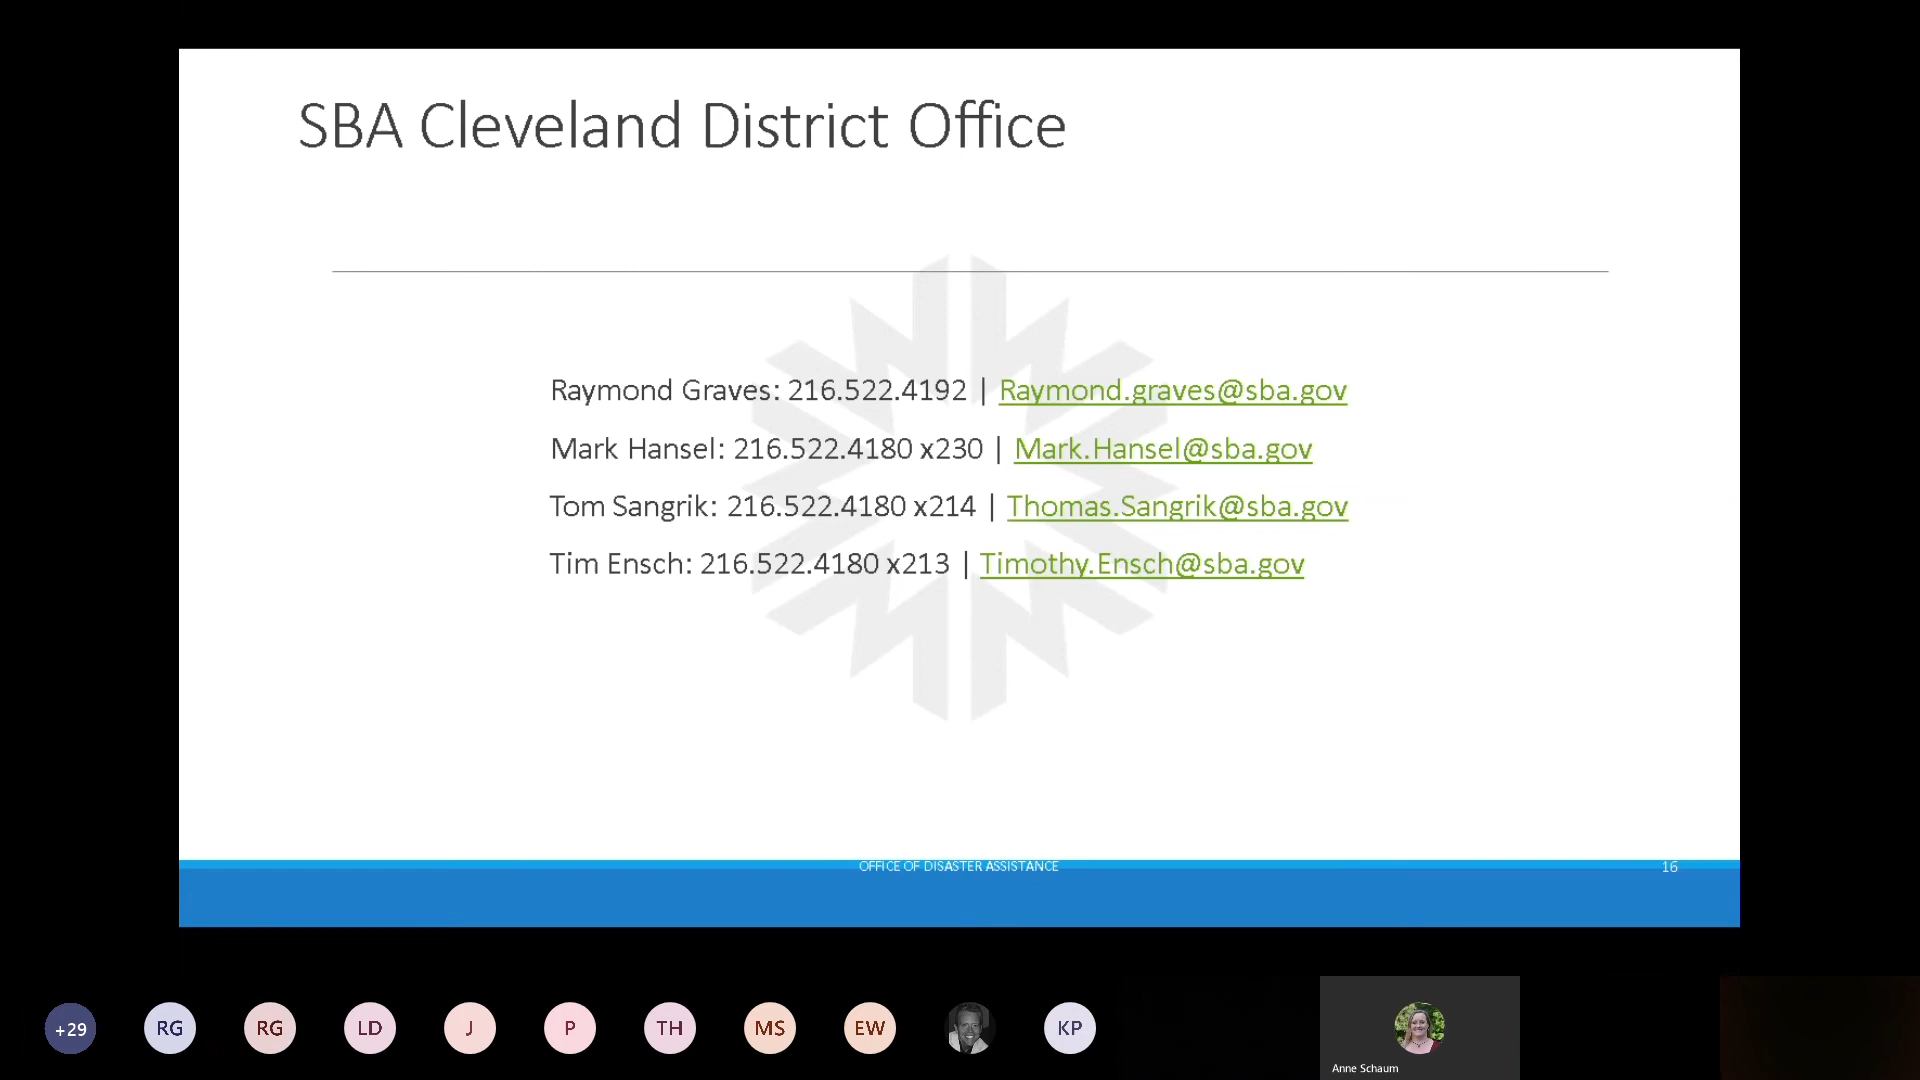 SBA Cleveland District Office
Raymond Graves: 216.522.4192 | Raymond.graves@sba.gov
Mark Hansel: 216.522.4180 x230 | Mark.Hansel@sba.gov
Tom Sangrik: 216.522.4180 x214 | Thomas.Sangrik@sba.gov
Tim Ensch: 216.522.4180 x213 | Timothy.Ensch@sba.gov
OFFICE OF DISASTER ASSISTANCE 16
+29 RG RG LD J P TH MS EW KP
Anne Schaum